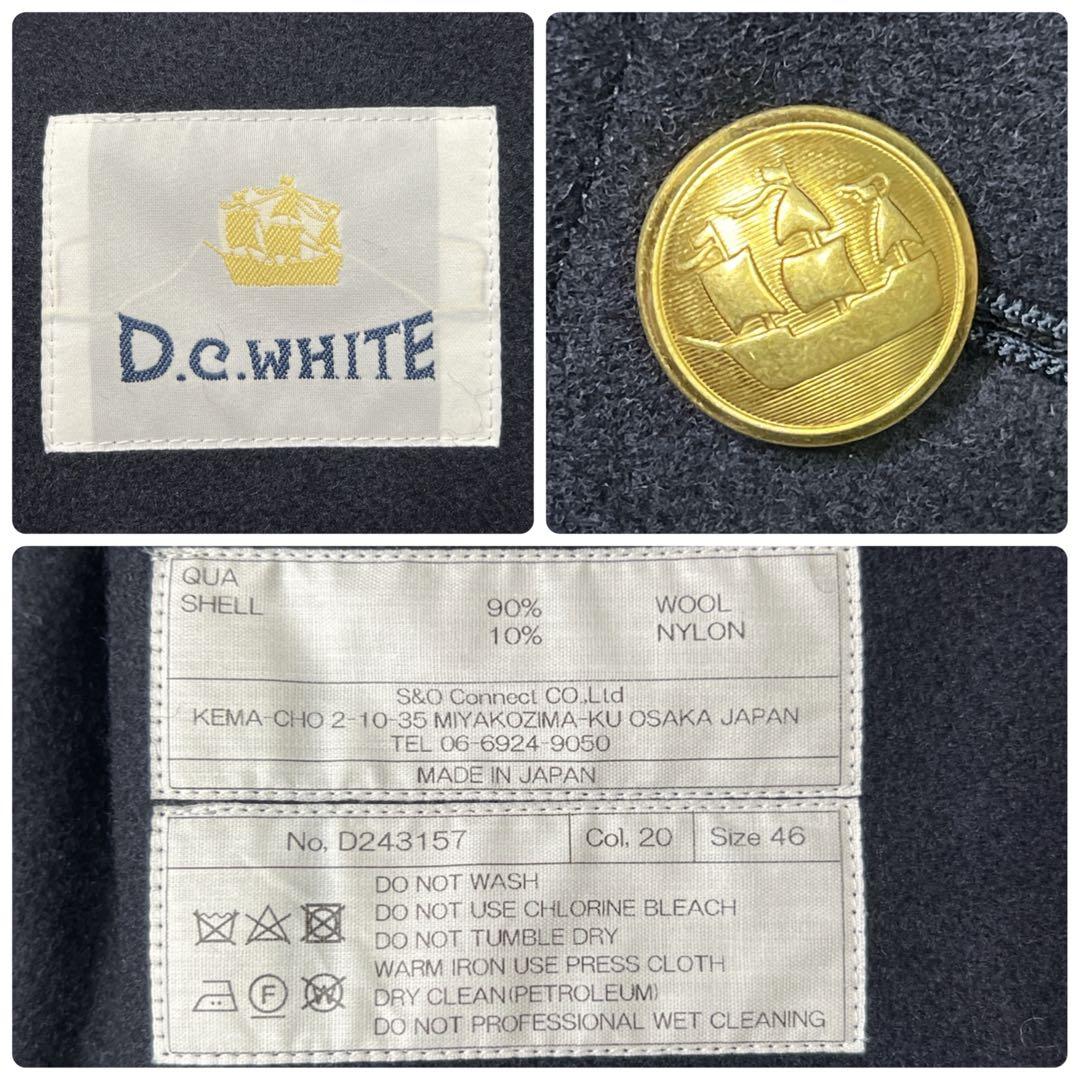 D.C.WHITE
QUA
SHELL 90% WOOL
10% NYLON
S&O Connect CO.,Ltd
KEMA-CHO 2-10-35 MIYAKOZIMA-KU OSAKA JAPAN
TEL 06-6924-9050
MADE IN JAPAN
No, D243157 Col, 20 Size 46
DO NOT WASH
DO NOT USE CHLORINE BLEACH
DO NOT TUMBLE DRY
WARM IRON USE PRESS CLOTH
F W DRY CLEAN(PETROLEUM)
DO NOT PROFESSIONAL WET CLEANING